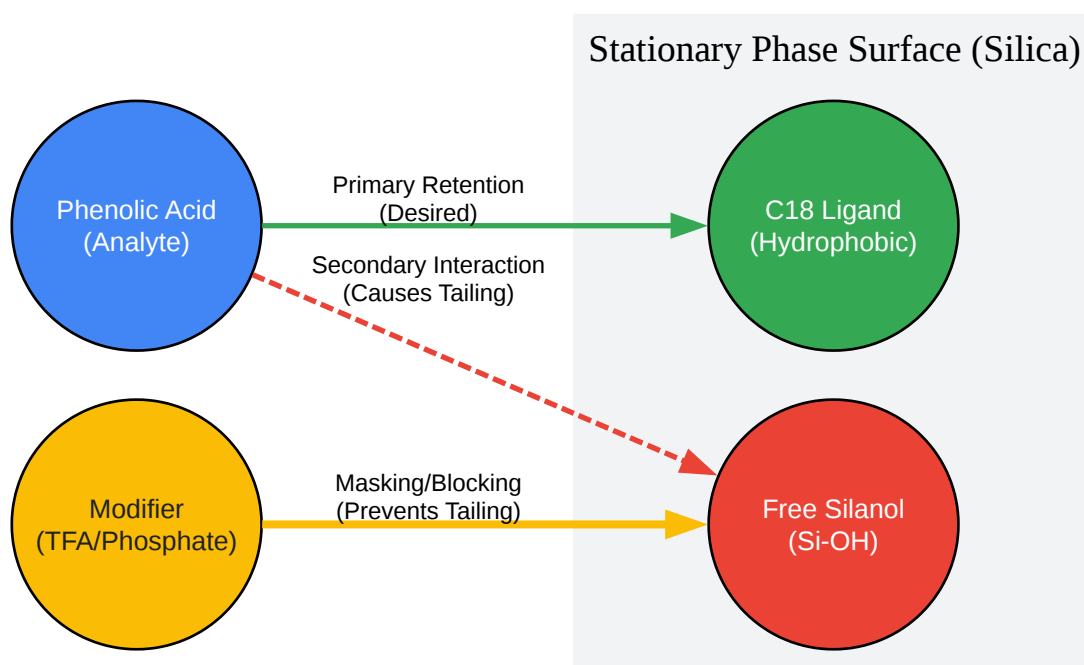 Stationary Phase Surface (Silica)
Phenolic Acid
(Analyte)
Primary Retention
(Desired)
C18 Ligand
(Hydrophobic)
Secondary Interaction
(Causes Tailing)
Modifier
(TFA/Phosphate)
Masking/Blocking
(Prevents Tailing)
Free Silanol
(Si-OH)